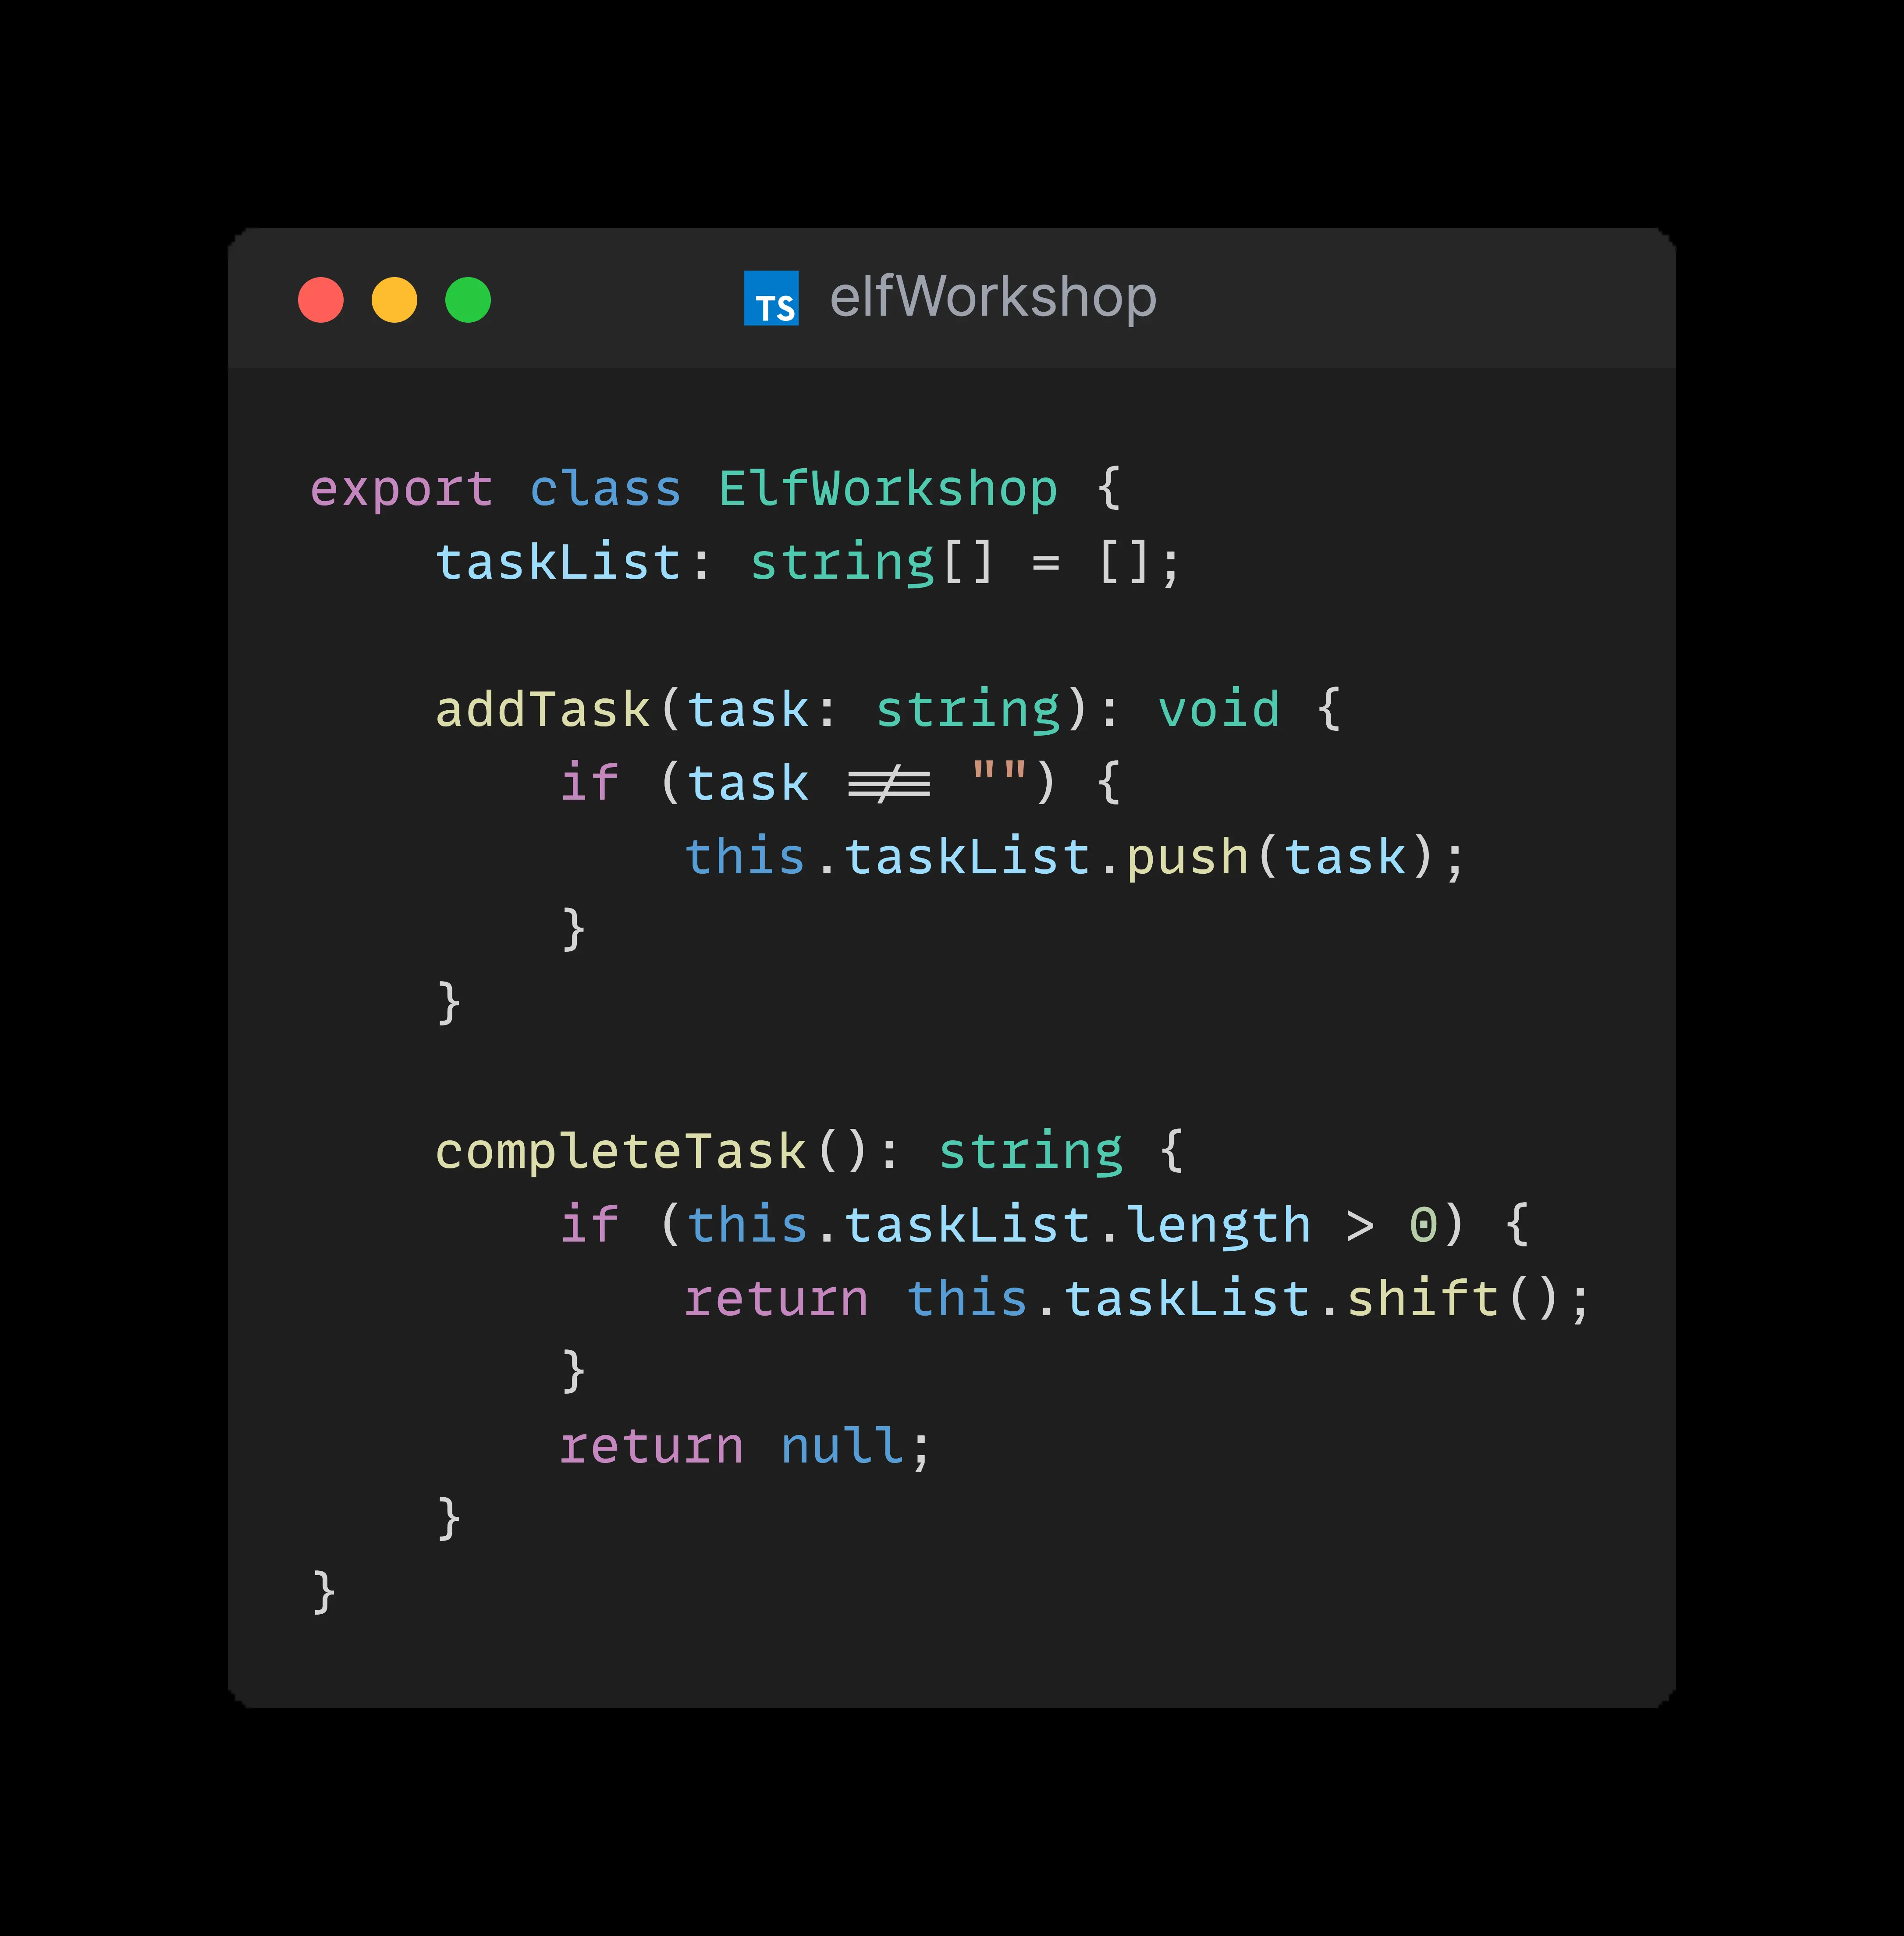 TS elfWorkshop
export class ElfWorkshop {
    taskList: string[] = [];

    addTask(task: string): void {
        if (task !== "") {
            this.taskList.push(task);
        }
    }

    completeTask(): string {
        if (this.taskList.length > 0) {
            return this.taskList.shift();
        }
        return null;
    }
}